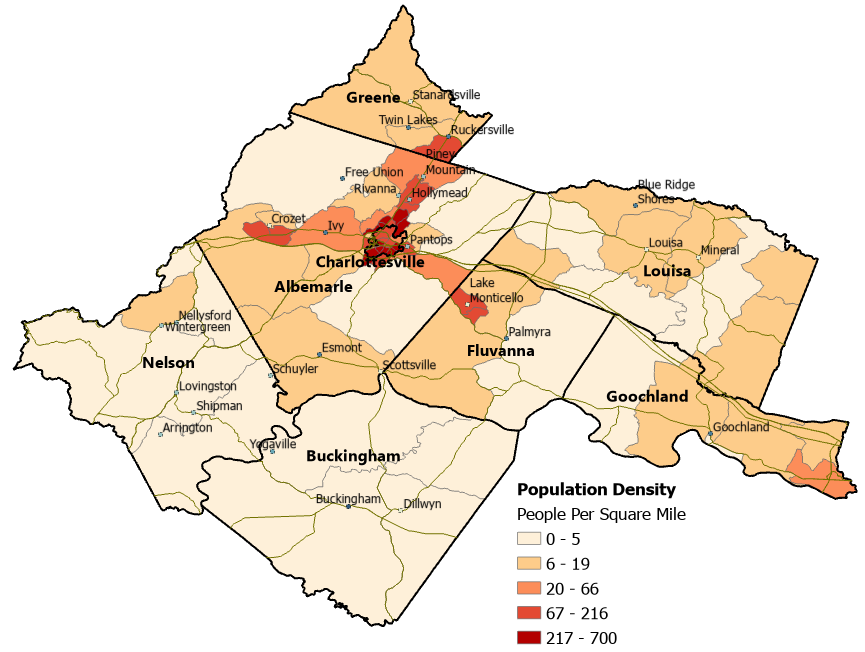 Greene
Stanardsville
Twin Lakes
Ruckersville
Piney
Mountain
Free Union
Rivanna
Hollymead
Blue Ridge
Shores
Crozet
Ivy
Pantops
Louisa
Mineral
Charlottesville
Louisa
Albemarle
Lake
Monticello
Nellysford
Wintergreen
Palmyra
Esmont
Fluvanna
Nelson
Schuyler
Scottsville
Lovingston
Goochland
Shipman
Arrington
Goochland
Yogaville
Buckingham
Buckingham
Dillwyn
Population Density
People Per Square Mile
0 - 5
6 - 19
20 - 66
67 - 216
217 - 700